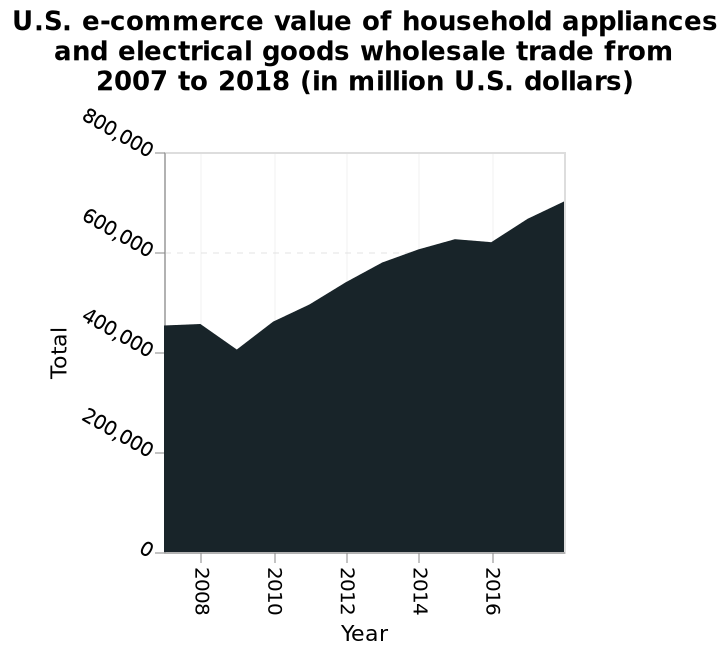 U.S. e-commerce value of household appliances
and electrical goods wholesale trade from
2007 to 2018 (in million U.S. dollars)
800,000
600,000
400,000
200,000
0
Total
2008
2010
2012
2014
2016
Year